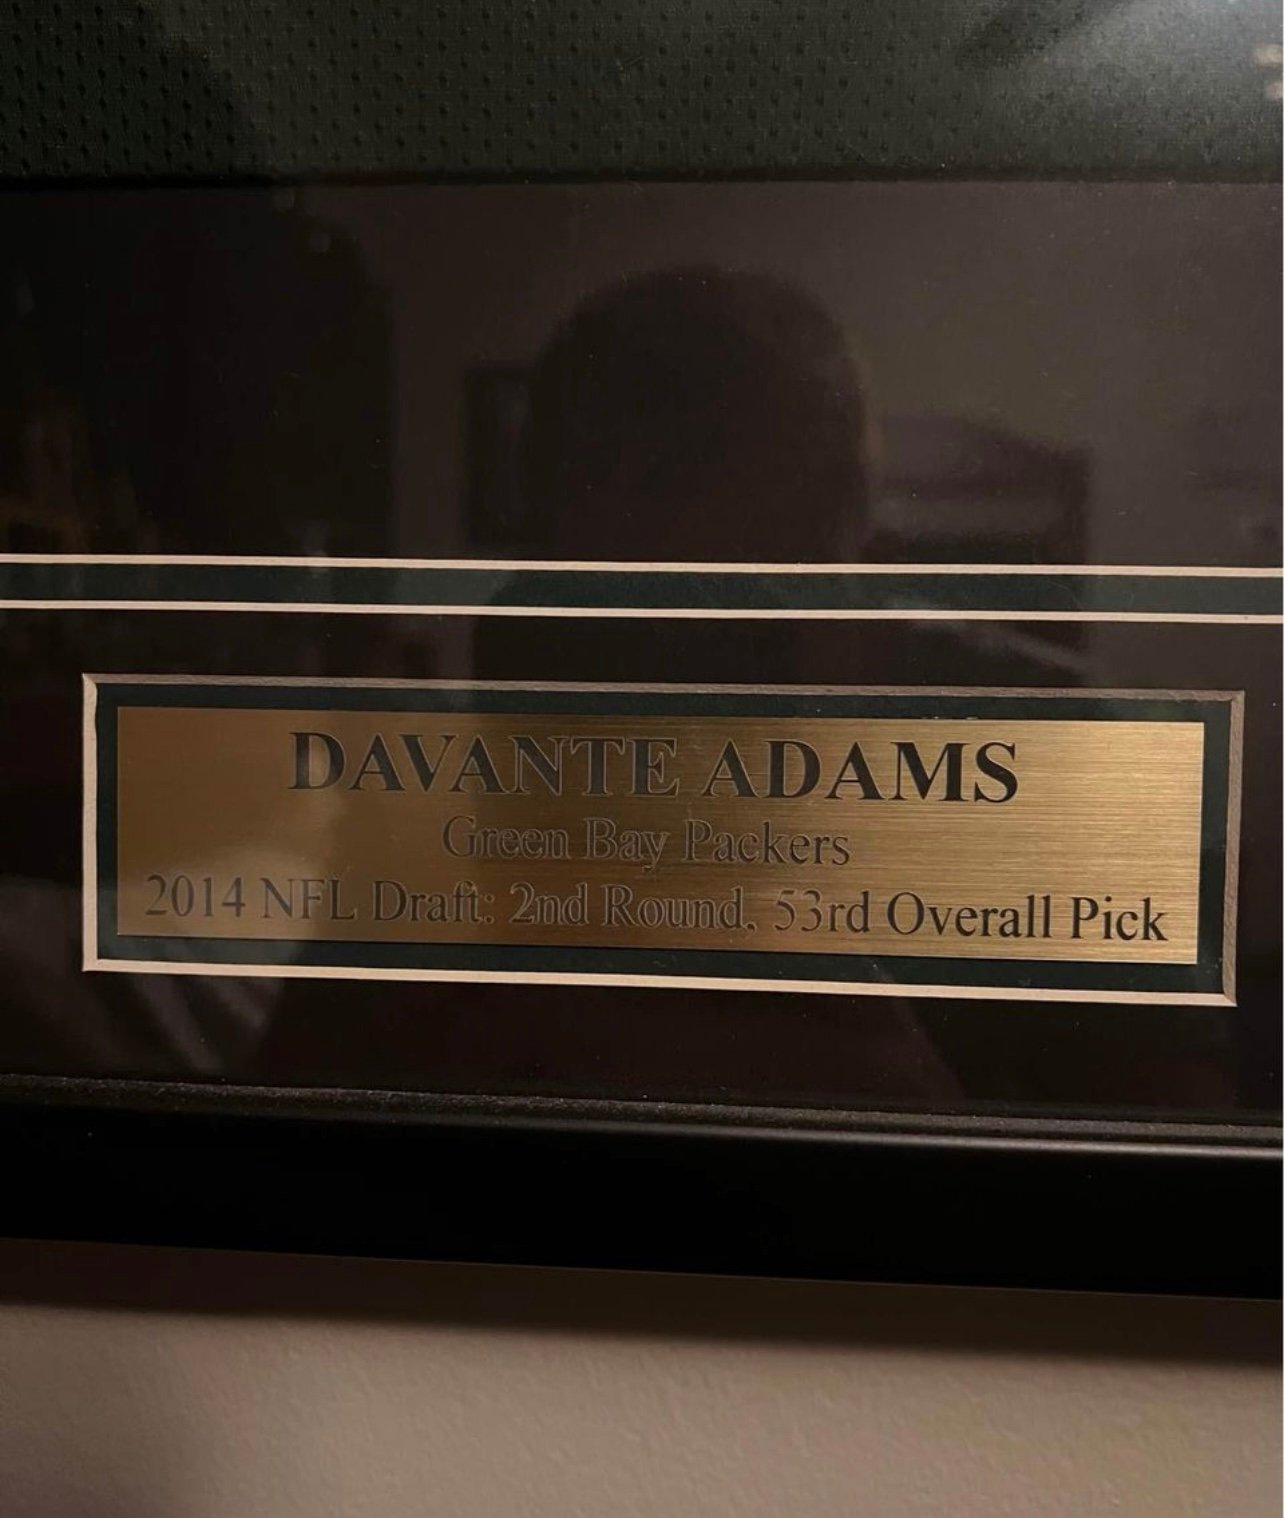 DAVANTE ADAMS
Green Bay Packers
2014 NFL Draft: 2nd Round, 53rd Overall Pick